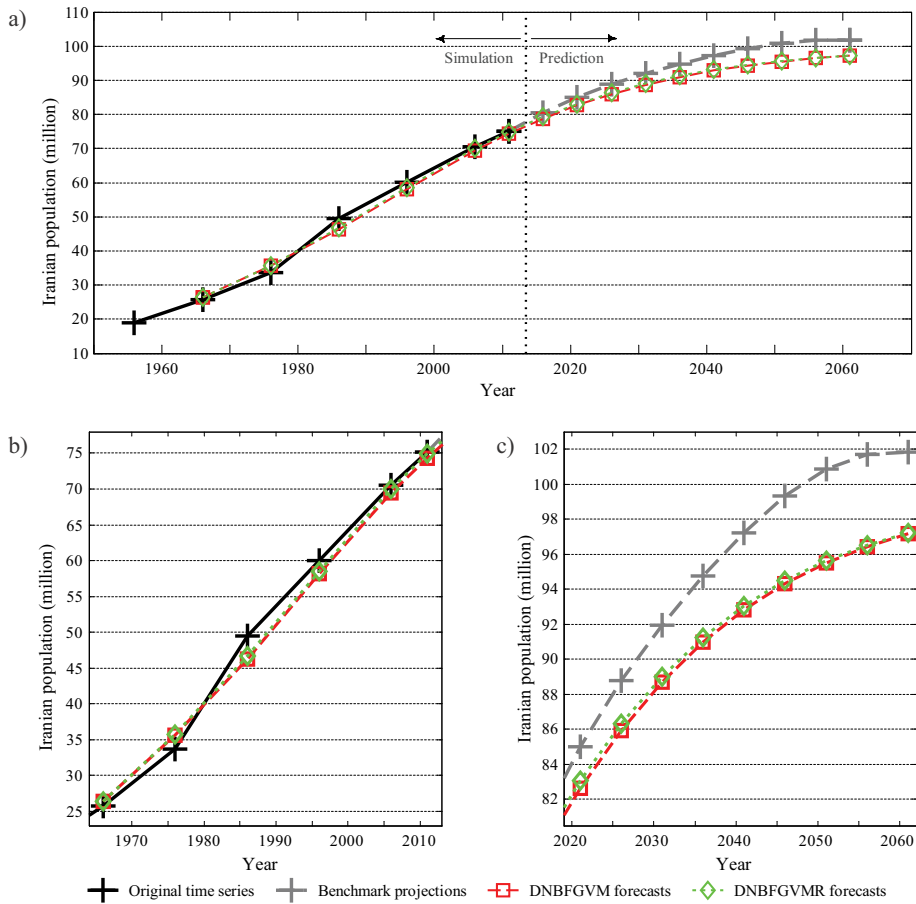 a)
Iranian population (million)
110
100
90
80
70
60
50
40
30
20
10
Simulation Prediction
1960 1980 2000 2020 2040 2060
Year
b)
Iranian population (million)
75
70
65
60
55
50
45
40
35
30
25
1970 1980 1990 2000 2010
Year
c)
Iranian population (million)
102
100
98
96
94
92
90
88
86
84
82
2020 2030 2040 2050 2060
Year
Original time series Benchmark projections DNBFGVM forecasts DNBFGVMR forecasts